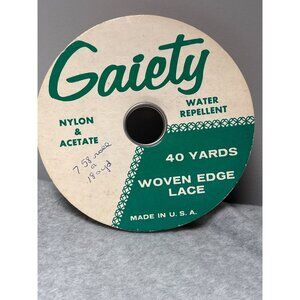 Gaiety
NYLON
&
ACETATE
WATER
REPELLENT
40 YARDS
WOVEN EDGE
LACE
MADE IN U.S.A.